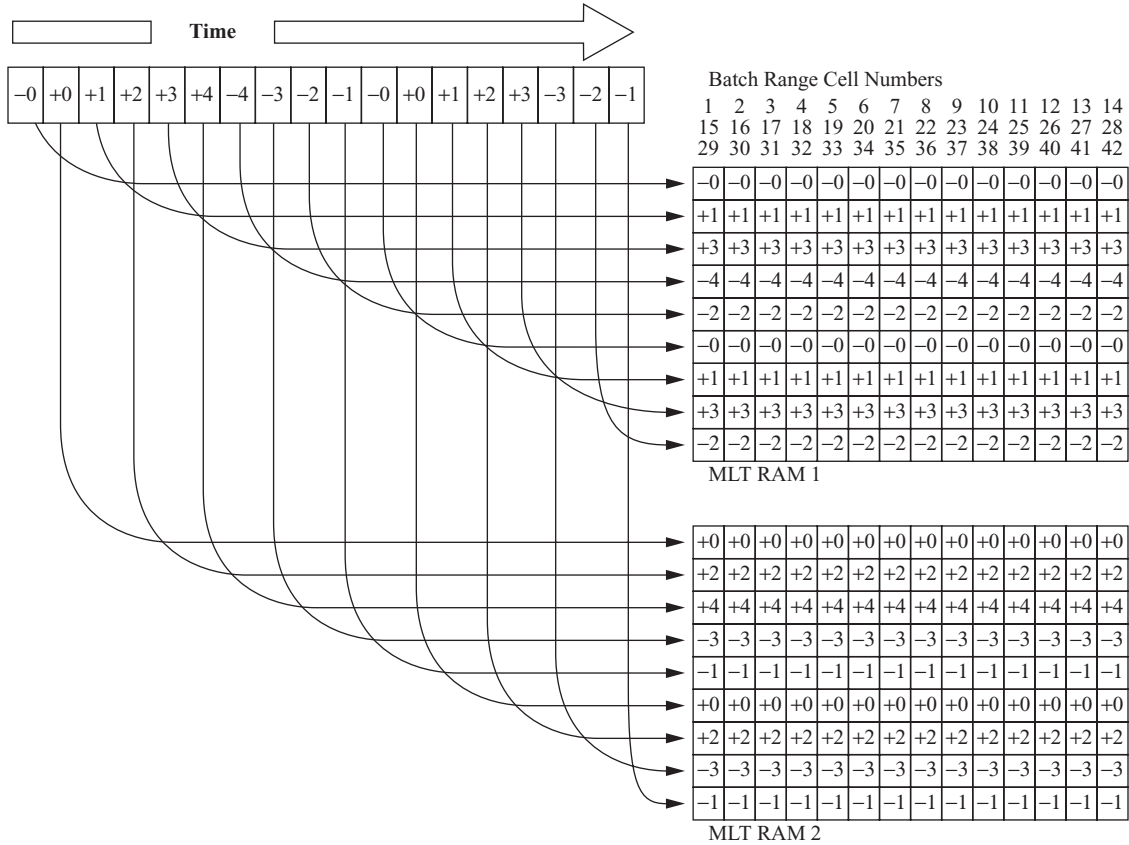 Time
−0 +0 +1 +2 +3 +4 −4 −3 −2 −1 −0 +0 +1 +2 +3 −3 −2 −1
Batch Range Cell Numbers
1 2 3 4 5 6 7 8 9 10 11 12 13 14
15 16 17 18 19 20 21 22 23 24 25 26 27 28
29 30 31 32 33 34 35 36 37 38 39 40 41 42
−0 −0 −0 −0 −0 −0 −0 −0 −0 −0 −0 −0 −0 −0
+1 +1 +1 +1 +1 +1 +1 +1 +1 +1 +1 +1 +1 +1
+3 +3 +3 +3 +3 +3 +3 +3 +3 +3 +3 +3 +3 +3
−4 −4 −4 −4 −4 −4 −4 −4 −4 −4 −4 −4 −4 −4
−2 −2 −2 −2 −2 −2 −2 −2 −2 −2 −2 −2 −2 −2
−0 −0 −0 −0 −0 −0 −0 −0 −0 −0 −0 −0 −0 −0
+1 +1 +1 +1 +1 +1 +1 +1 +1 +1 +1 +1 +1 +1
+3 +3 +3 +3 +3 +3 +3 +3 +3 +3 +3 +3 +3 +3
−2 −2 −2 −2 −2 −2 −2 −2 −2 −2 −2 −2 −2 −2
MLT RAM 1
+0 +0 +0 +0 +0 +0 +0 +0 +0 +0 +0 +0 +0 +0
+2 +2 +2 +2 +2 +2 +2 +2 +2 +2 +2 +2 +2 +2
+4 +4 +4 +4 +4 +4 +4 +4 +4 +4 +4 +4 +4 +4
−3 −3 −3 −3 −3 −3 −3 −3 −3 −3 −3 −3 −3 −3
−1 −1 −1 −1 −1 −1 −1 −1 −1 −1 −1 −1 −1 −1
+0 +0 +0 +0 +0 +0 +0 +0 +0 +0 +0 +0 +0 +0
+2 +2 +2 +2 +2 +2 +2 +2 +2 +2 +2 +2 +2 +2
−3 −3 −3 −3 −3 −3 −3 −3 −3 −3 −3 −3 −3 −3
−1 −1 −1 −1 −1 −1 −1 −1 −1 −1 −1 −1 −1 −1
MLT RAM 2